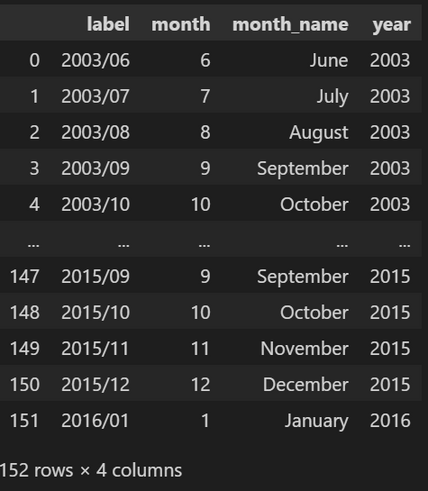 label month month_name year
0 2003/06 6 June 2003
1 2003/07 7 July 2003
2 2003/08 8 August 2003
3 2003/09 9 September 2003
4 2003/10 10 October 2003
... ... ... ... ...
147 2015/09 9 September 2015
148 2015/10 10 October 2015
149 2015/11 11 November 2015
150 2015/12 12 December 2015
151 2016/01 1 January 2016
152 rows × 4 columns